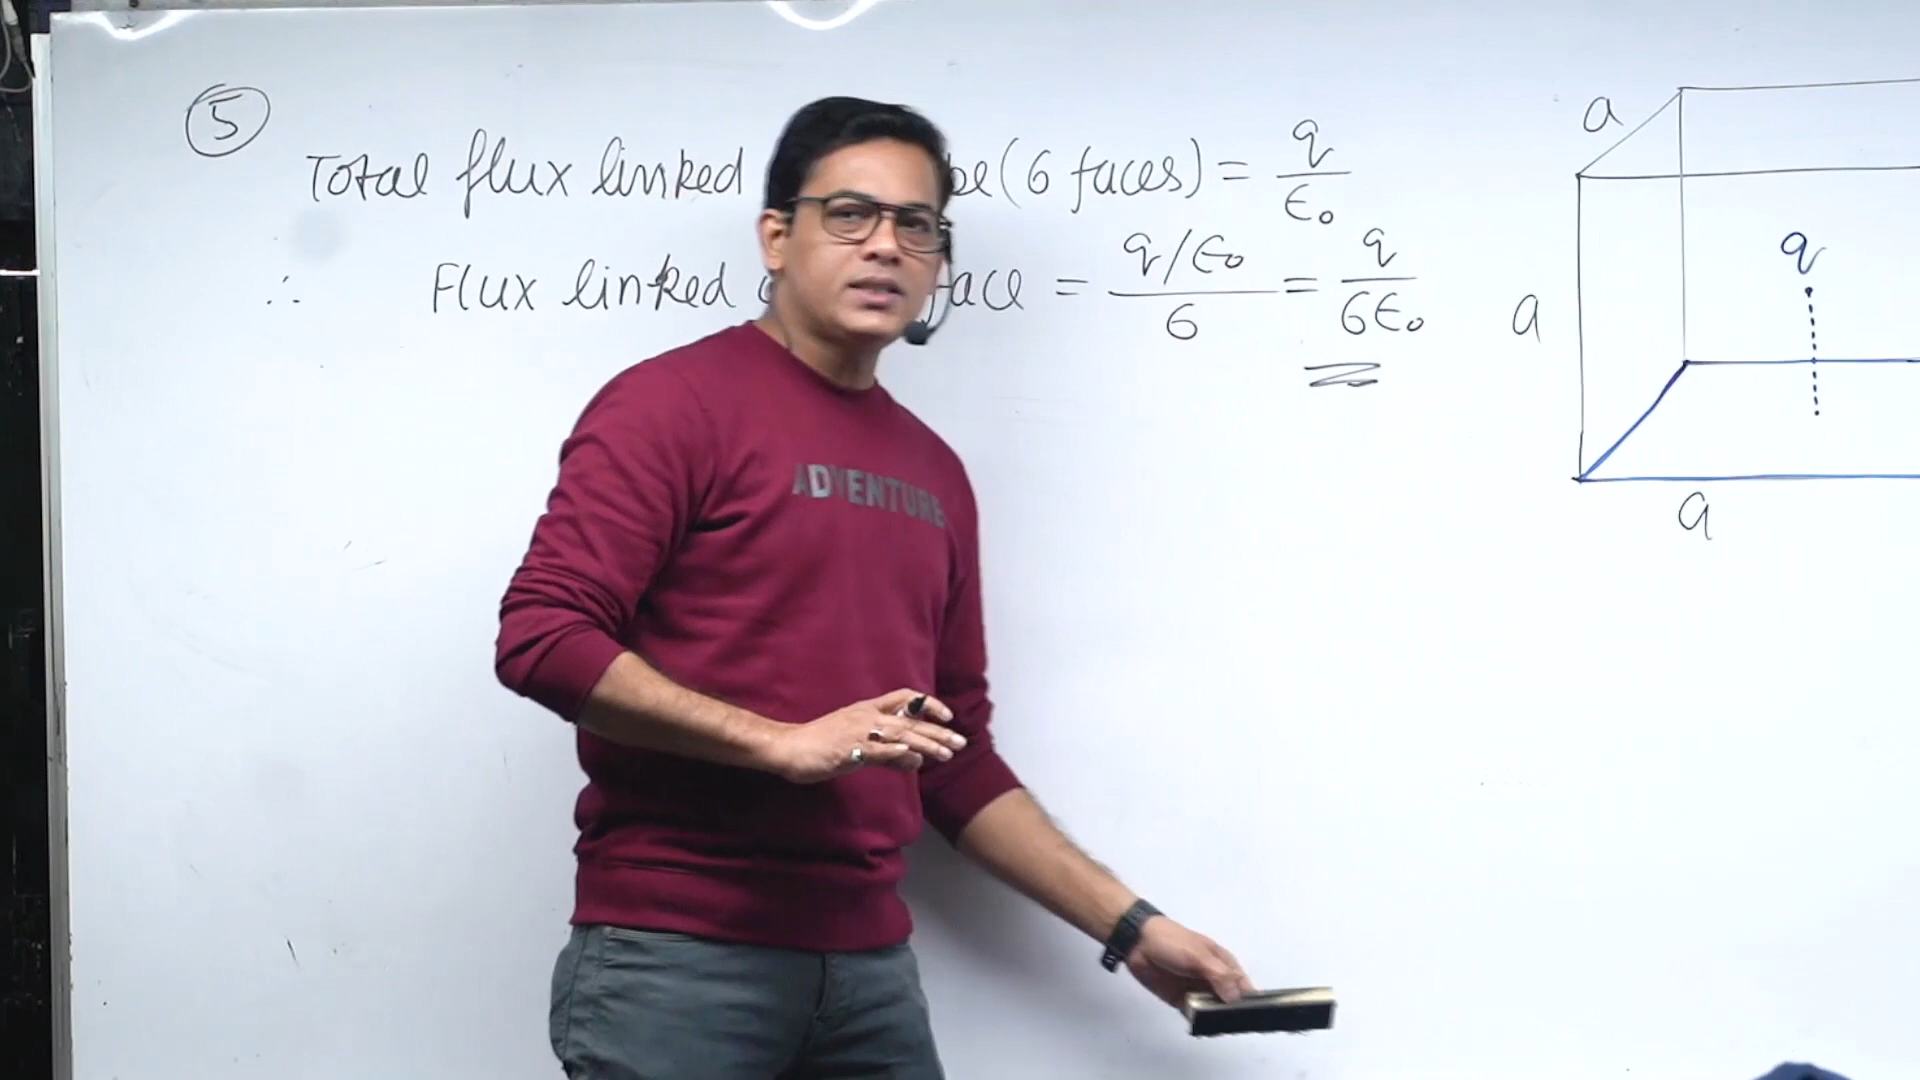 5
Total flux linked be (6 faces) = q/ϵ₀
∴ Flux linked face = (q/ϵ₀)/6 = q/6ϵ₀
a
q
a
a
ADVENTURE